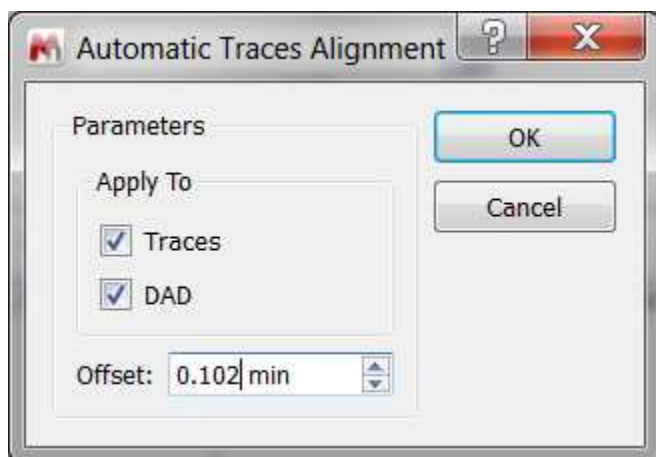 Automatic Traces Alignment ? X
Parameters
OK
Apply To
Cancel
Traces
DAD
Offset: 0.102 min